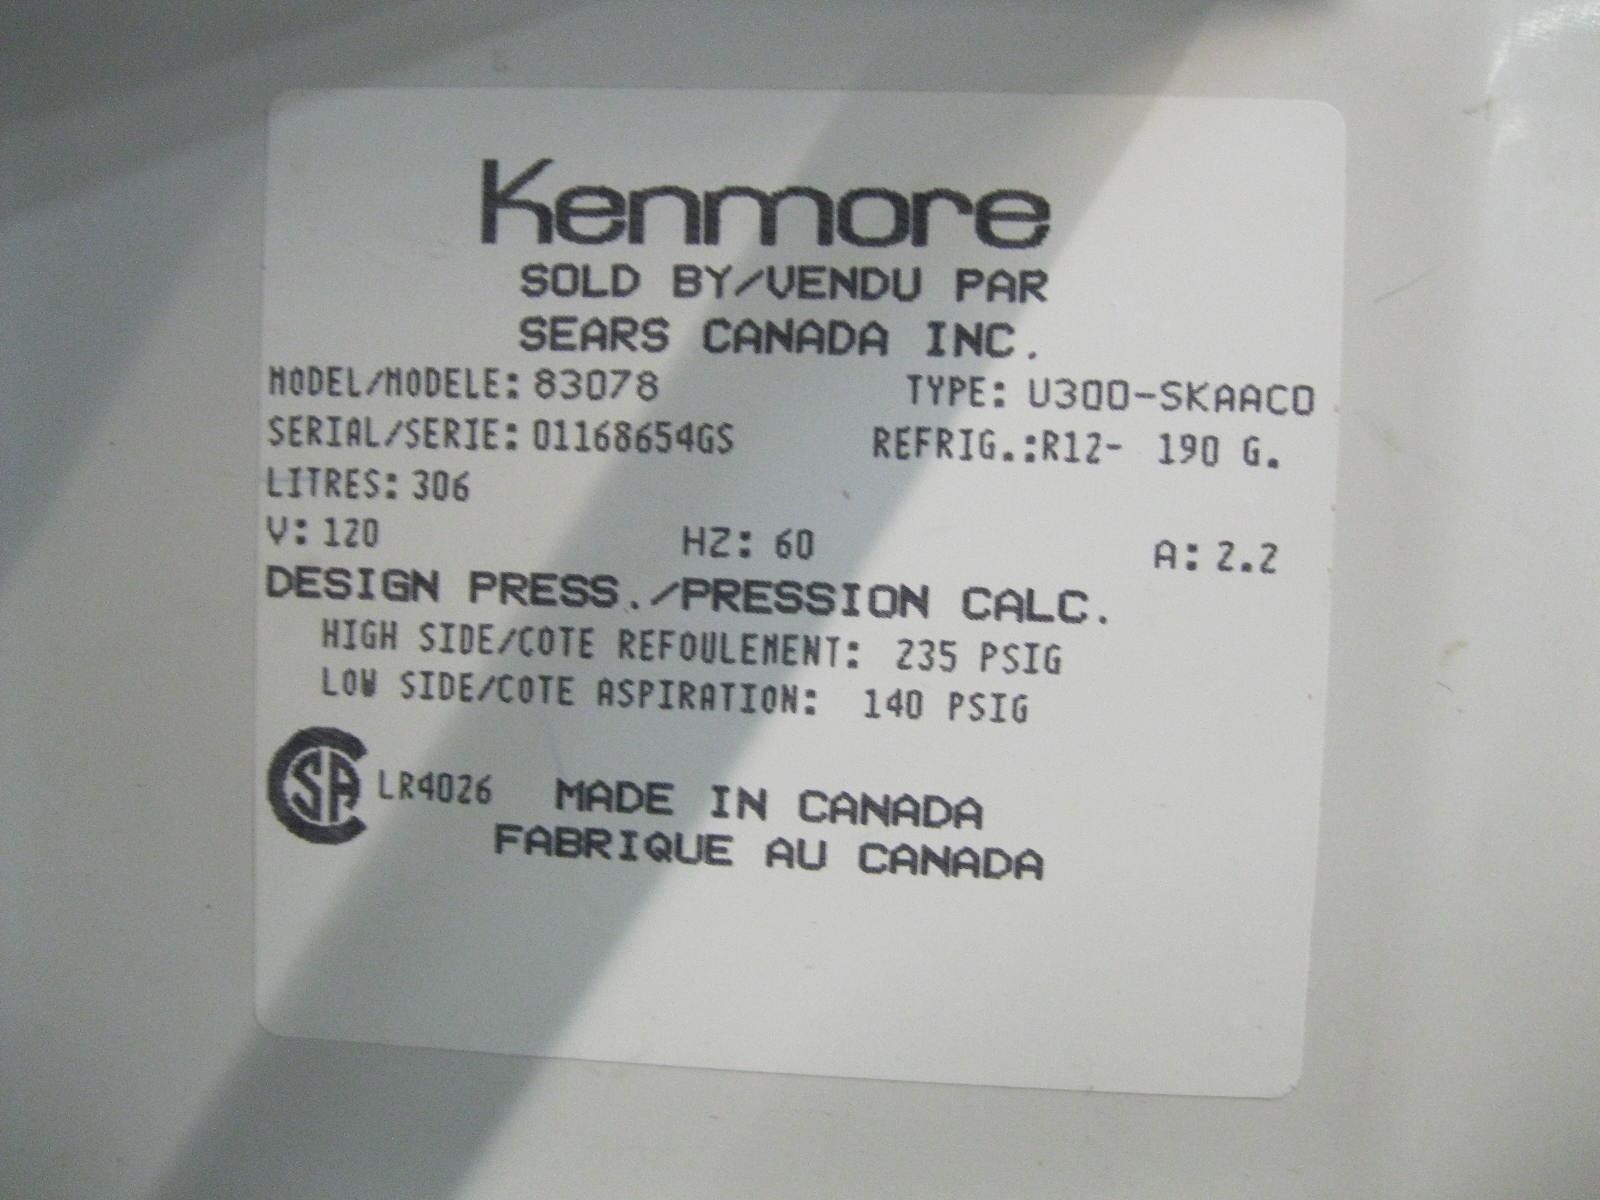 Kenmore
SOLD BY/VENDU PAR
SEARS CANADA INC.
MODEL/MODELE: 83078 TYPE: U300-SKAACO
SERIAL/SERIE: 01168654GS REFRIG.:R12- 190 G.
LITRES: 306
V: 120 HZ: 60 A: 2.2
DESIGN PRESS./PRESSION CALC.
HIGH SIDE/COTE REFOULEMENT: 235 PSIG
LOW SIDE/COTE ASPIRATION: 140 PSIG
CSA LR4026 MADE IN CANADA
FABRIQUE AU CANADA